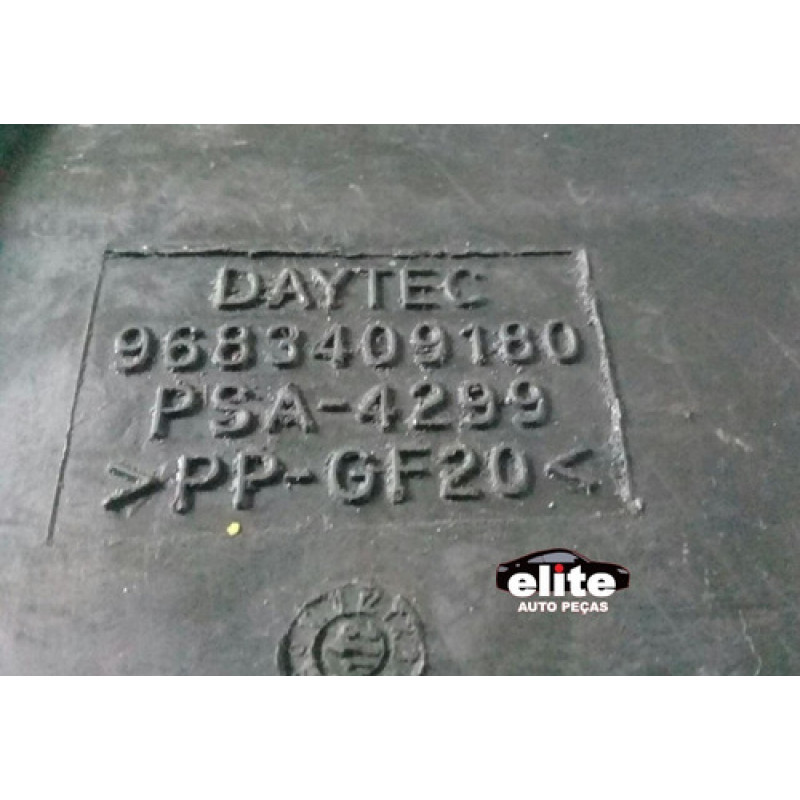 DAYTEC
9683409180
PSA-4299
>PP-GF20<
elite
AUTO PEÇAS